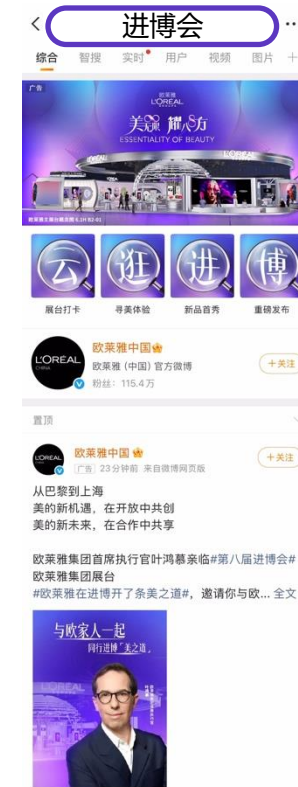 进博会
综合 智搜 实时 用户 视频 图片
广告
欧莱雅
L'ORÉAL
美无限 耀八方
ESSENTIALITY OF BEAUTY
云 逛 进 博
展台打卡 寻美体验 新品首秀 重磅发布
L'ORÉAL
CHINA
欧莱雅中国
欧莱雅（中国）官方微博
粉丝：115.4万
+关注
置顶
L'ORÉAL
欧莱雅中国
广告 23分钟前 来自微博网页版
+关注
从巴黎到上海
美的新机遇，在开放中共创
美的新未来，在合作中共享
欧莱雅集团首席执行官叶鸿慕亲临#第八届进博会#
欧莱雅集团展台
#欧莱雅在进博开了条美之道#，邀请你与欧... 全文
与欧家人一起
同行进博「美之道」